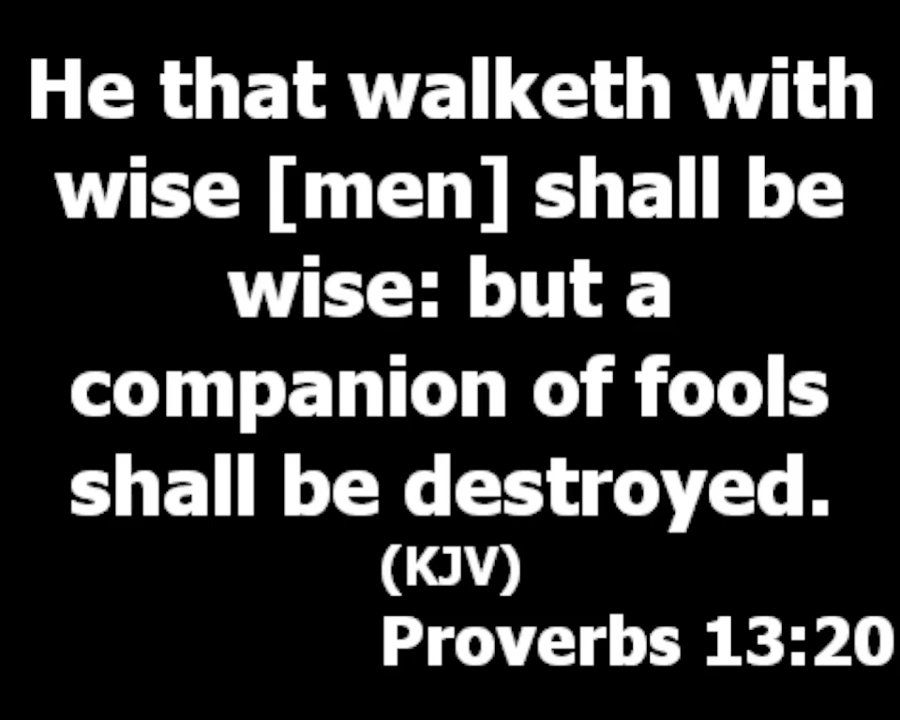 He that walketh with
wise [men] shall be
wise: but a
companion of fools
shall be destroyed.
(KJV)
Proverbs 13:20